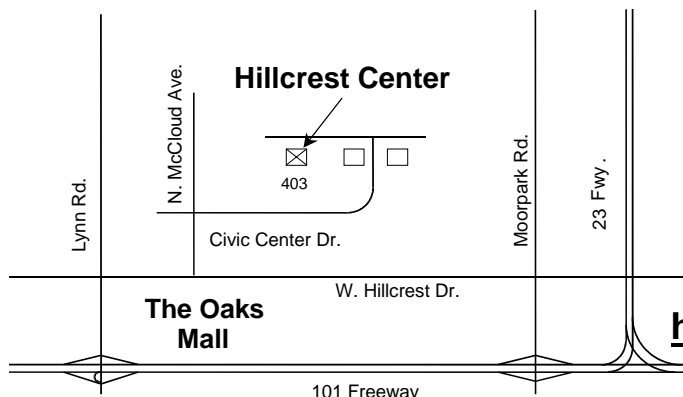 Hillcrest Center
N. McCloud Ave.
403
Lynn Rd.
Moorpark Rd.
23 Fwy .
Civic Center Dr.
W. Hillcrest Dr.
The Oaks
Mall
h
101 Freeway